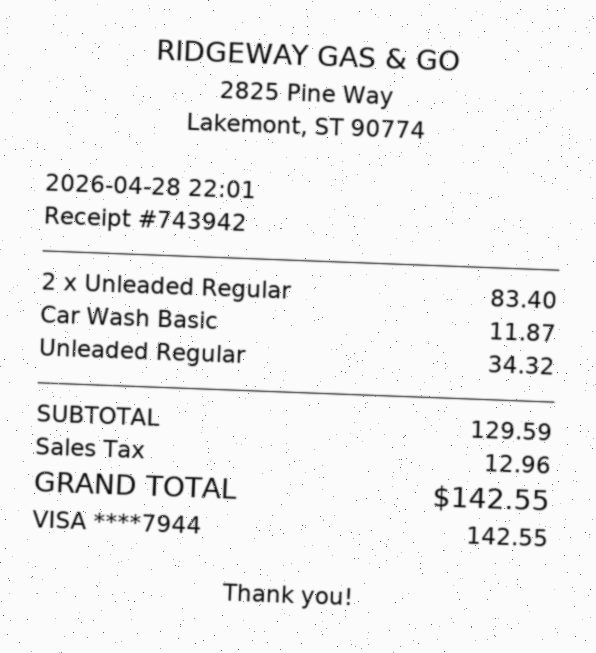 RIDGEWAY GAS & GO
2825 Pine Way
Lakemont, ST 90774
2026-04-28 22:01
Receipt #743942
2 x Unleaded Regular 83.40
Car Wash Basic 11.87
Unleaded Regular 34.32
SUBTOTAL 129.59
Sales Tax 12.96
GRAND TOTAL $142.55
VISA ****7944 142.55
Thank you!